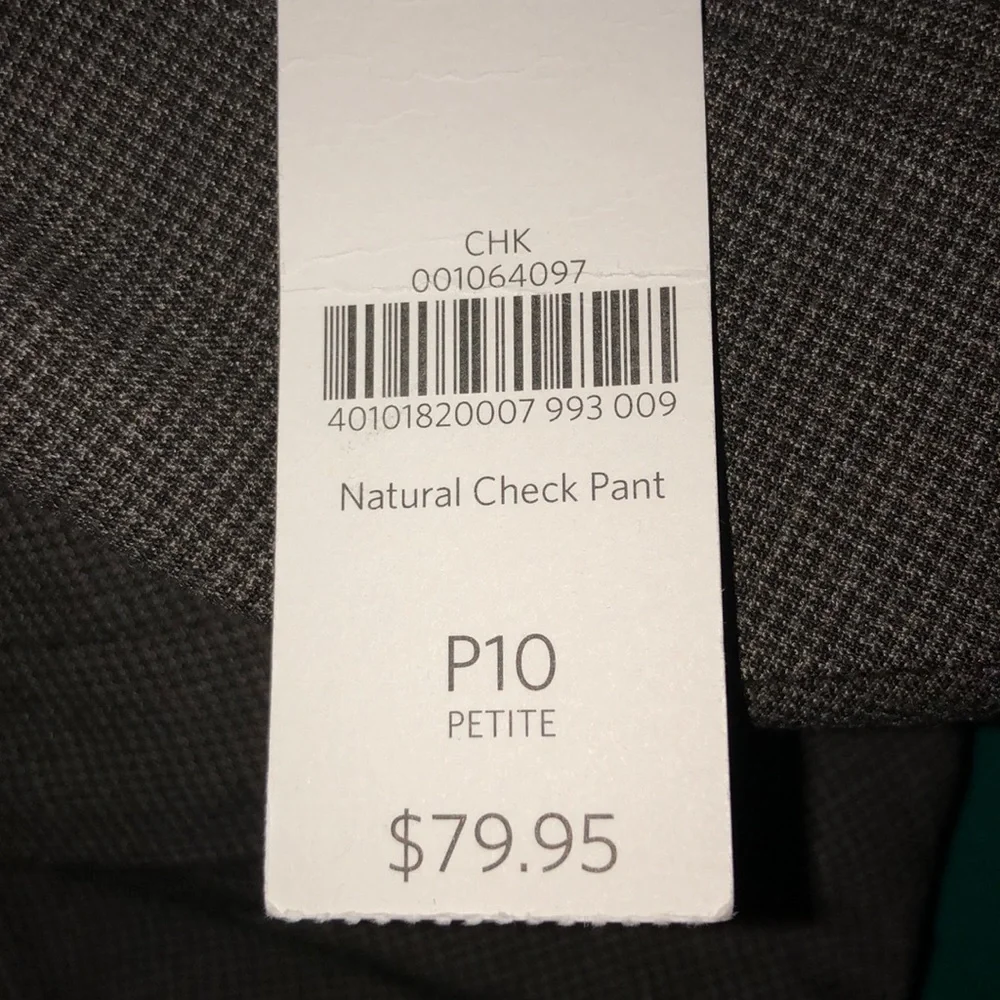 CHK
001064097
40101820007 993 009
Natural Check Pant
P10
PETITE
$79.95